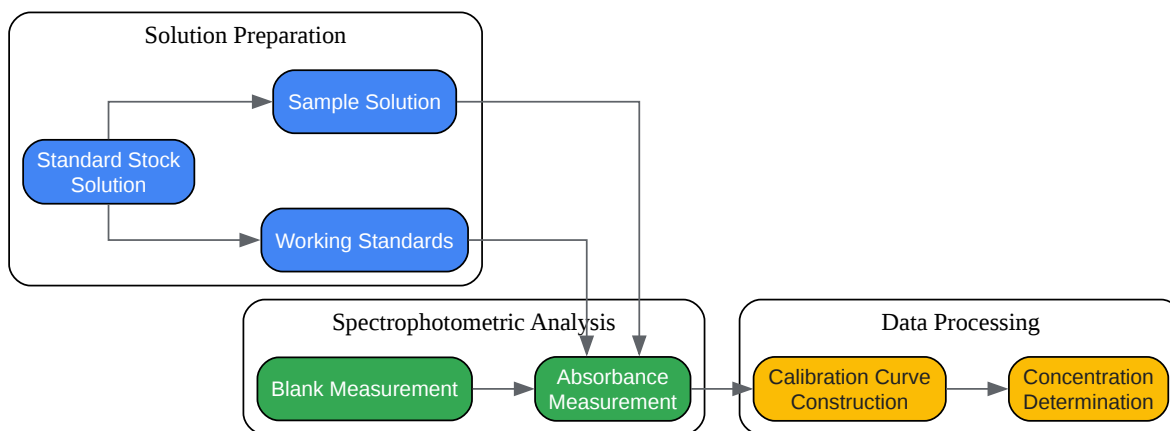 Solution Preparation
Sample Solution
Standard Stock
Solution
Working Standards
Spectrophotometric Analysis
Blank Measurement
Absorbance
Measurement
Data Processing
Calibration Curve
Construction
Concentration
Determination